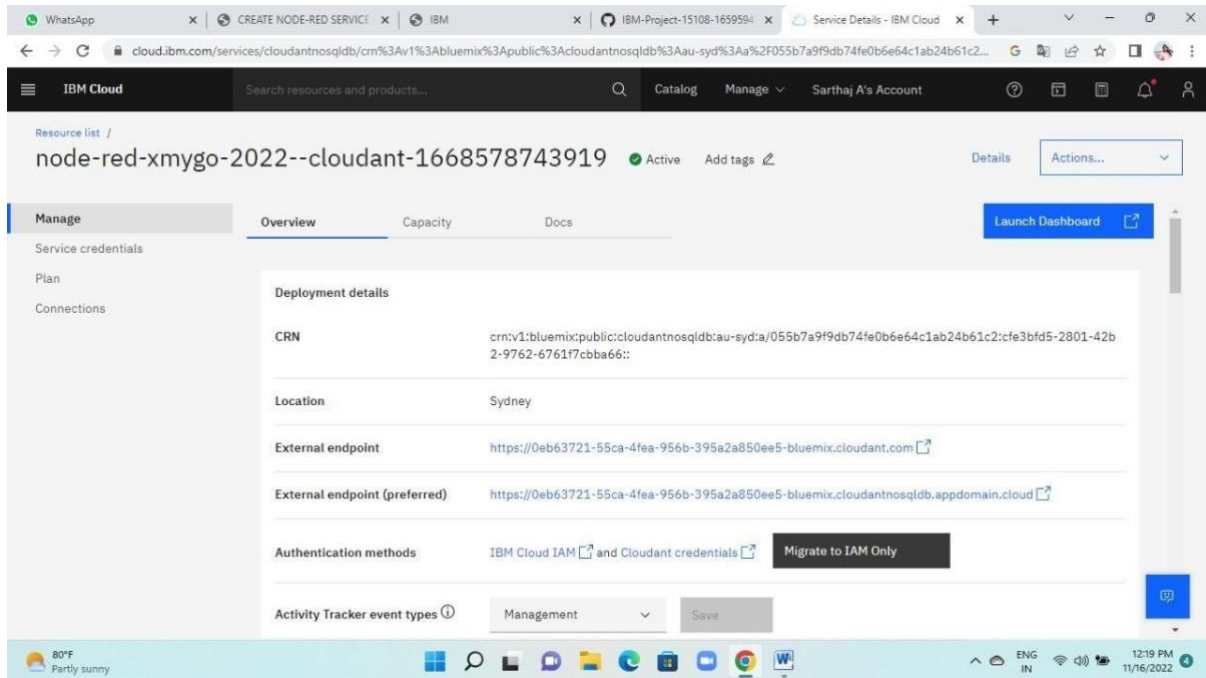 WhatsApp
CREATE NODE-RED SERVICE
IBM
IBM-Project-15108-1659594
Service Details - IBM Cloud
cloud.ibm.com/services/cloudantnosqldb/crn%3Av1%3Abluemix%3Apublic%3Acloudantnosqldb%3Aau-syd%3Aa%2F055b7a9f9db74fe0b6e64c1ab24b61c2...
IBM Cloud
Search resources and products...
Catalog
Manage
Sarthaj A's Account
Resource list /
node-red-xmygo-2022--cloudant-1668578743919
Active
Add tags
Details
Actions...
Manage
Service credentials
Plan
Connections
Overview
Capacity
Docs
Launch Dashboard
Deployment details
CRN
crn:v1:bluemix:public:cloudantnosqldb:au-syd:a/055b7a9f9db74fe0b6e64c1ab24b61c2:cfe3bfd5-2801-42b
2-9762-6761f7cbba66::
Location
Sydney
External endpoint
https://0eb63721-55ca-4fea-956b-395a2a850ee5-bluemix.cloudant.com
External endpoint (preferred)
https://0eb63721-55ca-4fea-956b-395a2a850ee5-bluemix.cloudantnosqldb.appdomain.cloud
Authentication methods
IBM Cloud IAM and Cloudant credentials
Migrate to IAM Only
Activity Tracker event types
Management
Save
80°F
Partly sunny
ENG
IN
12:19 PM
11/16/2022
4